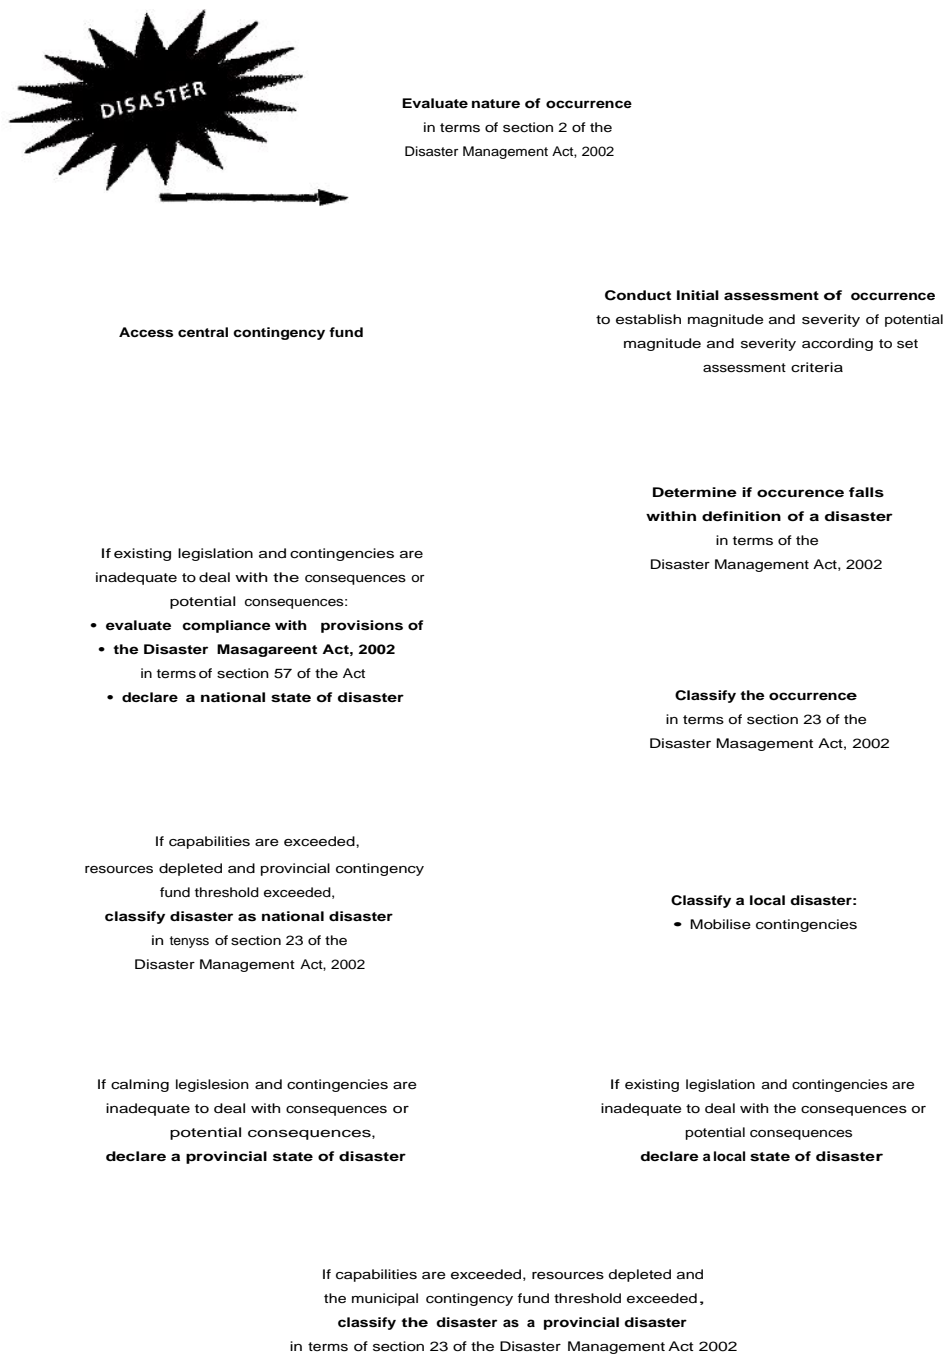 DISASTER
Evaluate nature of occurrence
in terms of section 2 of the
Disaster Management Act, 2002
Conduct Initial assessment of occurrence
to establish magnitude and severity of potential
magnitude and severity according to set
assessment criteria
Access central contingency fund
Determine if occurence falls
within definition of a disaster
in terms of the
Disaster Management Act, 2002
If existing legislation and contingencies are
inadequate to deal with the consequences or
potential consequences:
• evaluate compliance with provisions of
• the Disaster Masagareent Act, 2002
in terms of section 57 of the Act
• declare a national state of disaster
Classify the occurrence
in terms of section 23 of the
Disaster Masagement Act, 2002
If capabilities are exceeded,
resources depleted and provincial contingency
fund threshold exceeded,
classify disaster as national disaster
in tenyss of section 23 of the
Disaster Management Act, 2002
Classify a local disaster:
• Mobilise contingencies
If calming legislesion and contingencies are
inadequate to deal with consequences or
potential consequences,
declare a provincial state of disaster
If existing legislation and contingencies are
inadequate to deal with the consequences or
potential consequences
declare a local state of disaster
If capabilities are exceeded, resources depleted and
the municipal contingency fund threshold exceeded,
classify the disaster as a provincial disaster
in terms of section 23 of the Disaster Management Act 2002